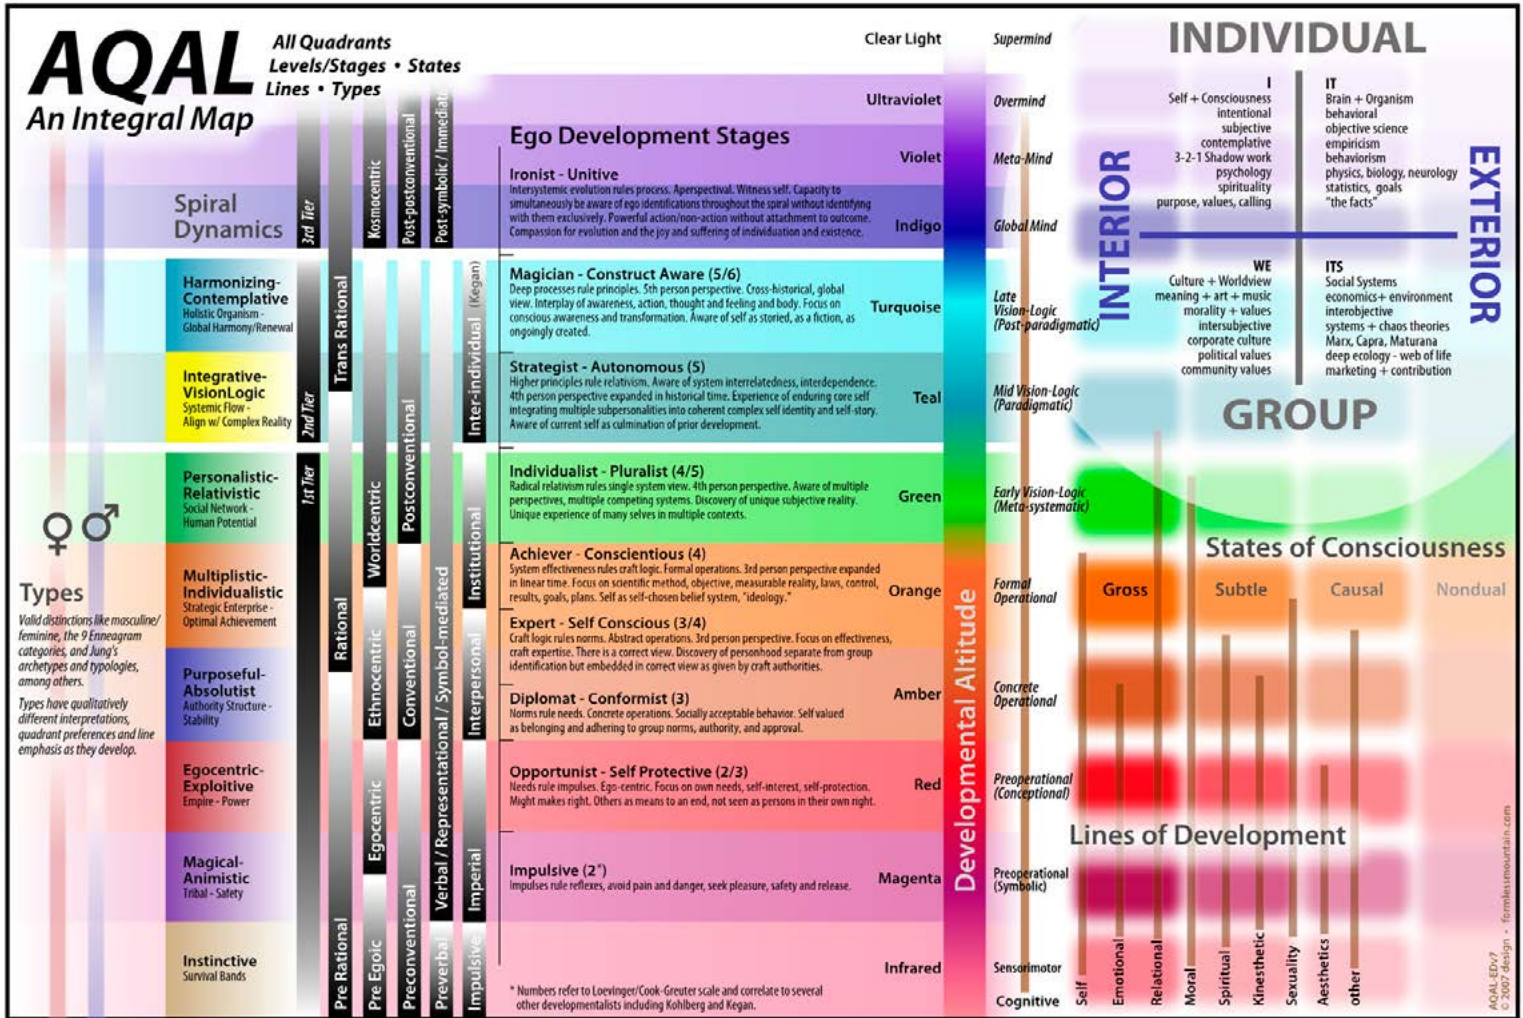 AQAL
An Integral Map
All Quadrants
Levels/Stages • States
Lines • Types
Spiral
Dynamics
Harmonizing-
Contemplative
Holistic Organism -
Global Harmony/Renewal
Integrative-
VisionLogic
Systemic Flow -
Align w/ Complex Reality
Personalistic-
Relativistic
Social Network -
Human Potential
Multiplistic-
Individualistic
Strategic Enterprise -
Optimal Achievement
Purposeful-
Absolutist
Authority Structure -
Stability
Egocentric-
Exploitive
Empire - Power
Magical-
Animistic
Tribal - Safety
Instinctive
Survival Bands
♀ ♂
Types
Valid distinctions like masculine/
feminine, the 9 Enneagram
categories, and Jung's
archetypes and typologies,
among others.
Types have qualitatively
different interpretations,
quadrant preferences and line
emphasis as they develop.
3rd Tier
2nd Tier
1st Tier
Trans Rational
Rational
Pre Rational
Kosmocentric
Worldcentric
Ethnocentric
Egocentric
Pre Egoic
Post-postconventional
Postconventional
Conventional
Preconventional
Post-symbolic / Immediate
Verbal / Representational / Symbol-mediated
Preverbal
Inter-individual (Kegan)
Institutional
Interpersonal
Imperial
Impulsive
Ego Development Stages
Ironist - Unitive
Intersystemic evolution rules process. Aperspectival. Witness self. Capacity to
simultaneously be aware of ego identifications throughout the spiral without identifying
with them exclusively. Powerful action/non-action without attachment to outcome.
Compassion for evolution and the joy and suffering of individuation and existence.
Magician - Construct Aware (5/6)
Deep processes rule principles. 5th person perspective. Cross-historical, global
view. Interplay of awareness, action, thought and feeling and body. Focus on
conscious awareness and transformation. Aware of self as storied, as a fiction, as
ongoingly created.
Strategist - Autonomous (5)
Higher principles rule relativism. Aware of system interrelatedness, interdependence.
4th person perspective expanded in historical time. Experience of enduring core self
integrating multiple subpersonalities into coherent complex self identity and self-story.
Aware of current self as culmination of prior development.
Individualist - Pluralist (4/5)
Radical relativism rules single system view. 4th person perspective. Aware of multiple
perspectives, multiple competing systems. Discovery of unique subjective reality.
Unique experience of many selves in multiple contexts.
Achiever - Conscientious (4)
System effectiveness rules craft logic. Formal operations. 3rd person perspective expanded
in linear time. Focus on scientific method, objective, measurable reality, laws, control,
results, goals, plans. Self as self-chosen belief system, "ideology."
Expert - Self Conscious (3/4)
Craft logic rules norms. Abstract operations. 3rd person perspective. Focus on effectiveness,
craft expertise. There is a correct view. Discovery of personhood separate from group
identification but embedded in correct view as given by craft authorities.
Diplomat - Conformist (3)
Norms rule needs. Concrete operations. Socially acceptable behavior. Self valued
as belonging and adhering to group norms, authority, and approval.
Opportunist - Self Protective (2/3)
Needs rule impulses. Ego-centric. Focus on own needs, self-interest, self-protection.
Might makes right. Others as means to an end, not seen as persons in their own right.
Impulsive (2*)
Impulses rule reflexes, avoid pain and danger, seek pleasure, safety and release.
* Numbers refer to Loevinger/Cook-Greuter scale and correlate to several
other developmentalists including Kohlberg and Kegan.
Clear Light
Ultraviolet
Violet
Indigo
Turquoise
Teal
Green
Orange
Amber
Red
Magenta
Infrared
Developmental Altitude
Supermind
Overmind
Meta-Mind
Global Mind
Late
Vision-Logic
(Post-paradigmatic)
Mid Vision-Logic
(Paradigmatic)
Early Vision-Logic
(Meta-systematic)
Formal
Operational
Concrete
Operational
Preoperational
(Conceptual)
Preoperational
(Symbolic)
Sensorimotor
Cognitive
INDIVIDUAL
INTERIOR
EXTERIOR
I
Self + Consciousness
intentional
subjective
contemplative
3-2-1 Shadow work
psychology
spirituality
purpose, values, calling
IT
Brain + Organism
behavioral
objective science
empiricism
behaviorism
physics, biology, neurology
statistics, goals
"the facts"
WE
Culture + Worldview
meaning + art + music
morality + values
intersubjective
corporate culture
political values
community values
ITS
Social Systems
economics+ environment
interobjective
systems + chaos theories
Marx, Capra, Maturana
deep ecology - web of life
marketing + contribution
GROUP
States of Consciousness
Gross
Subtle
Causal
Nondual
Lines of Development
Self
Emotional
Relational
Moral
Spiritual
Kinesthetic
Sexuality
Aesthetics
other
AQAL-EDv7
© 2007 design • formlessmountain.com